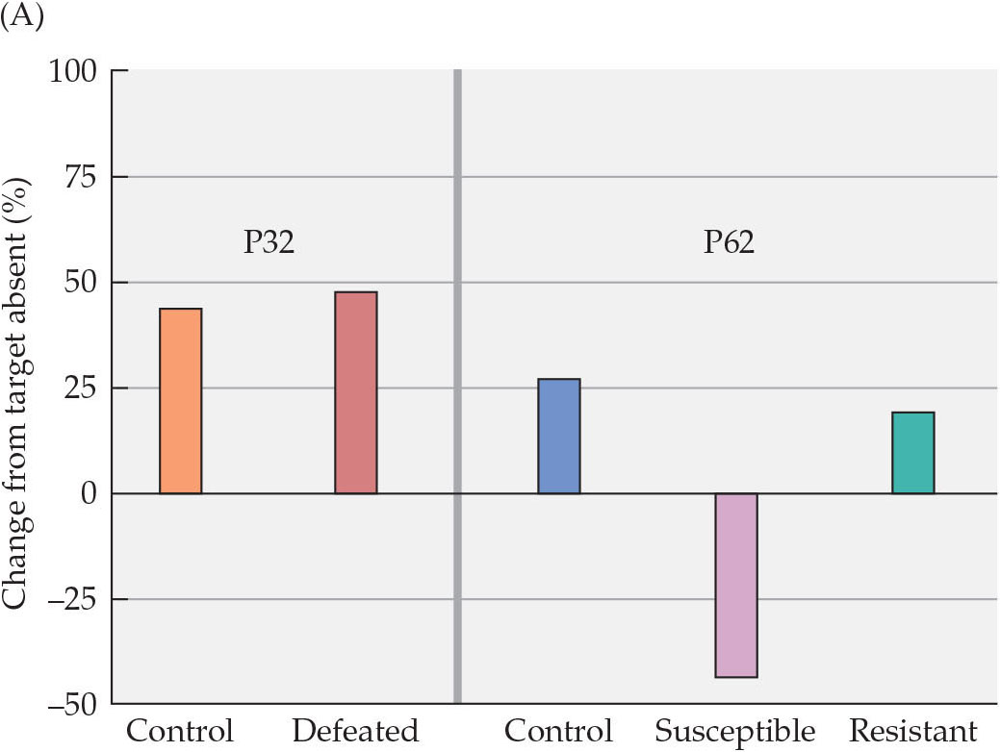 (A)
Change from target absent (%)
100
75
50
25
0
–25
–50
P32
P62
Control
Defeated
Control
Susceptible
Resistant